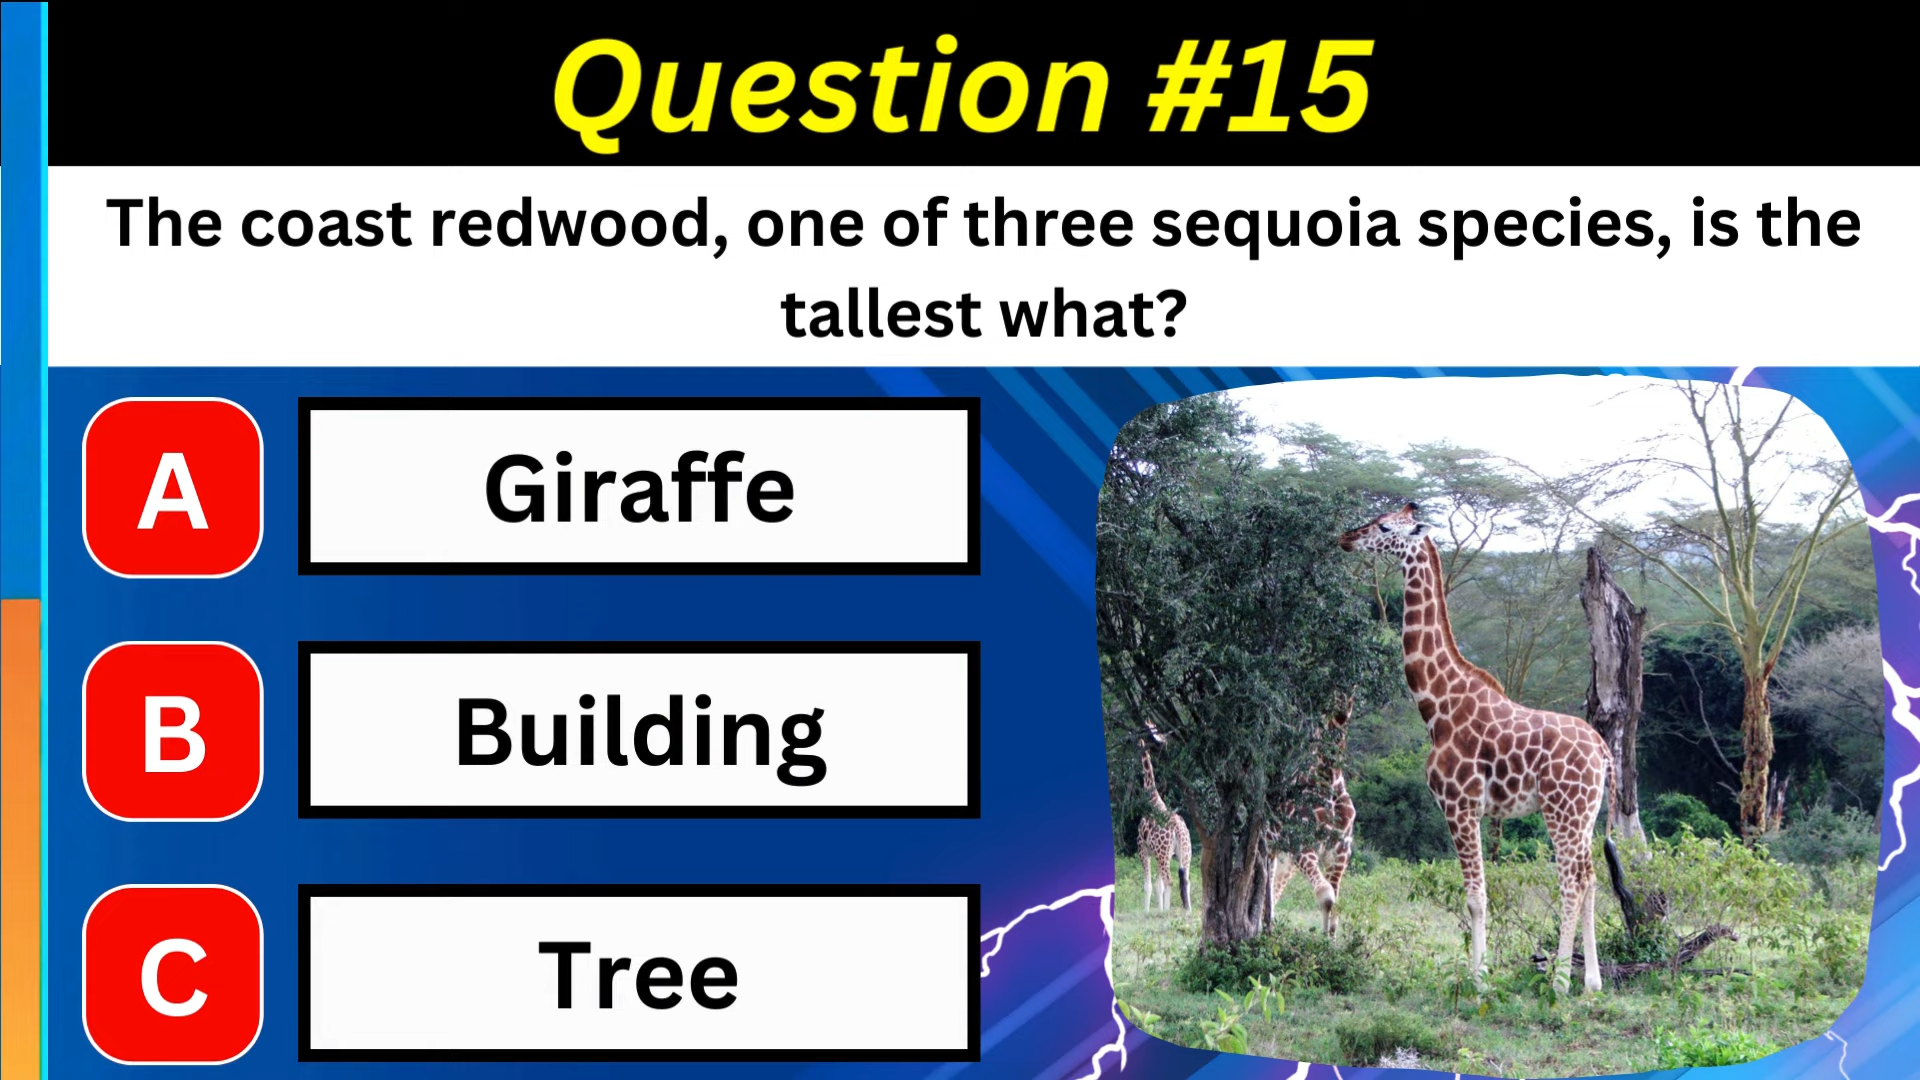 Question #15
The coast redwood, one of three sequoia species, is the
tallest what?
A
Giraffe
B
Building
C
Tree